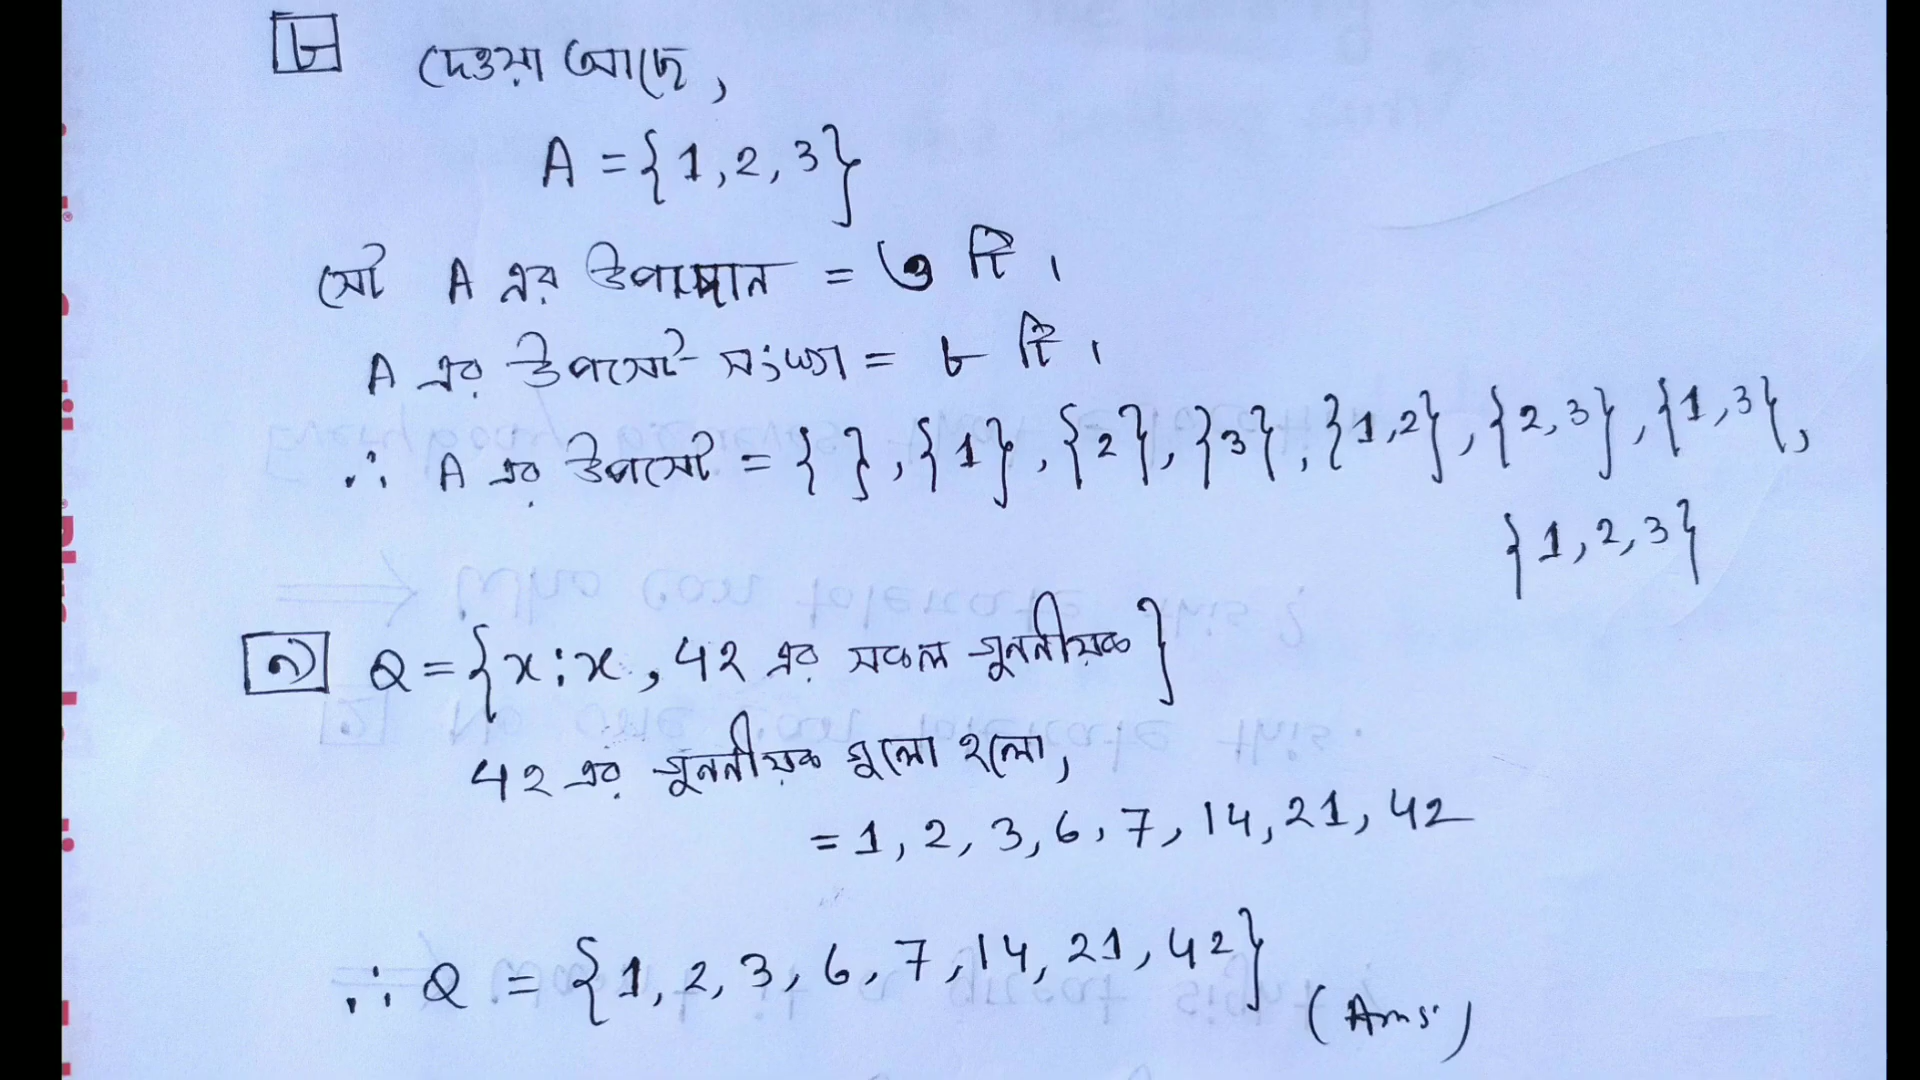 ৮ দেওয়া আছে,
A = {1, 2, 3}
সেট A এর উপাদান = ৩ টি ।
A এর উপসেট সংখ্যা = ৮ টি ।
∴ A এর উপসেট = { }, {1}, {2}, {3}, {1,2}, {2,3}, {1,3},
{1, 2, 3}
৯ Q = {x : x, 42 এর সকল গুননীয়ক}
42 এর গুননীয়ক গুলো হলো,
= 1, 2, 3, 6, 7, 14, 21, 42
∴ Q = {1, 2, 3, 6, 7, 14, 21, 42}
(Ans:)